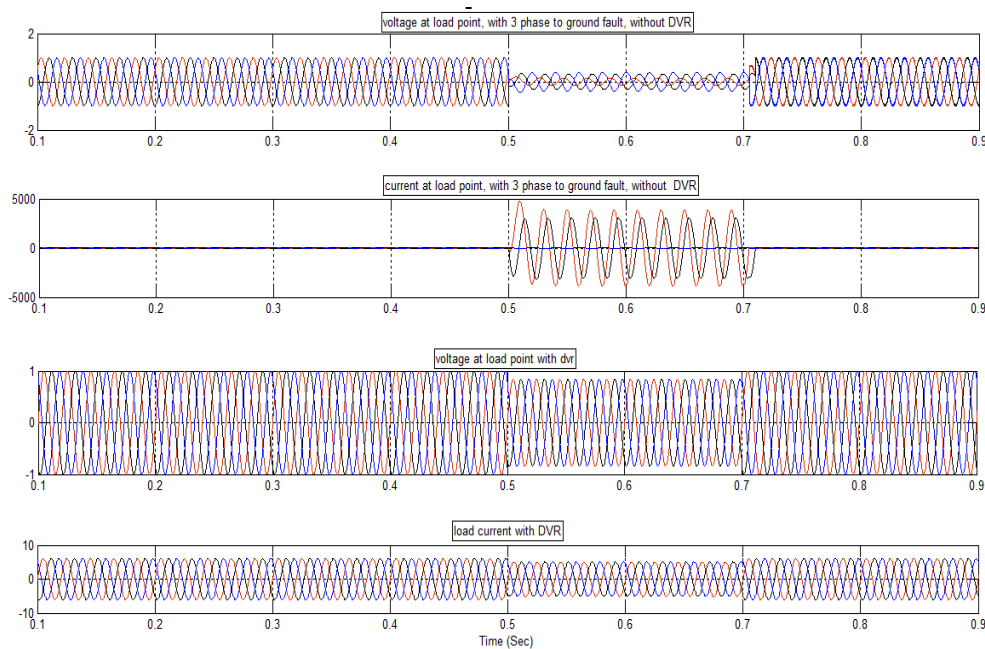 voltage at load point, with 3 phase to ground fault, without DVR
2
0
-2
0.1 0.2 0.3 0.4 0.5 0.6 0.7 0.8 0.9
current at load point, with 3 phase to ground fault, without DVR
5000
0
-5000
0.1 0.2 0.3 0.4 0.5 0.6 0.7 0.8 0.9
voltage at load point with dvr
1
0
-1
0.1 0.2 0.3 0.4 0.5 0.6 0.7 0.8 0.9
load current with DVR
10
0
-10
0.1 0.2 0.3 0.4 0.5 0.6 0.7 0.8 0.9
Time (Sec)